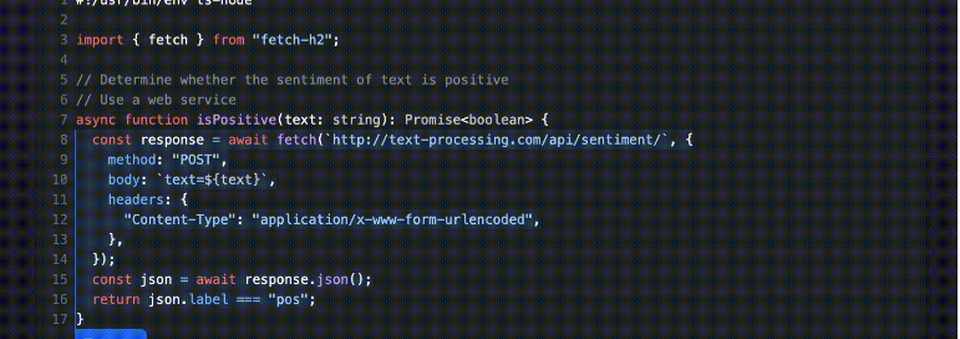 #!/usr/bin/env ts-node
2
3 import { fetch } from "fetch-h2";
4
5 // Determine whether the sentiment of text is positive
6 // Use a web service
7 async function isPositive(text: string): Promise<boolean> {
8 const response = await fetch(`http://text-processing.com/api/sentiment/`, {
9 method: "POST",
10 body: `text=${text}`,
11 headers: {
12 "Content-Type": "application/x-www-form-urlencoded",
13 },
14 });
15 const json = await response.json();
16 return json.label === "pos";
17 }